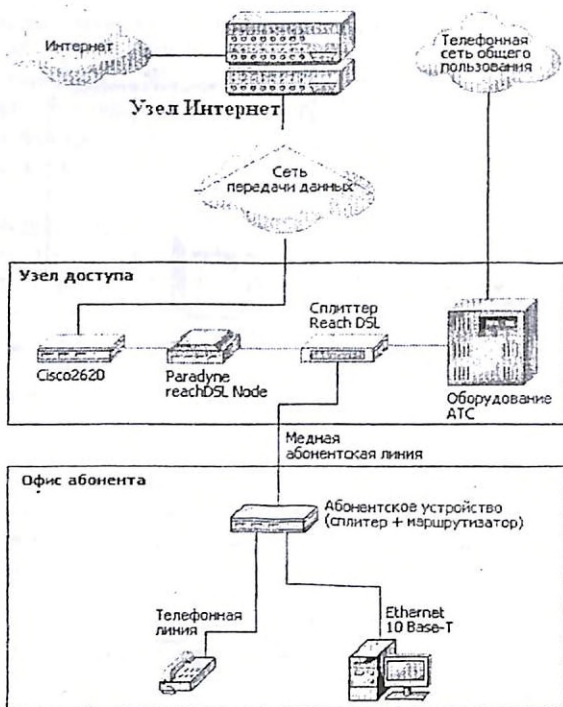 Интернет
Узел Интернет
Телефонная
сеть общего
пользования
Сеть
передачи данных
Узел доступа
Cisco2620
Paradyne
reachDSL Node
Сплиттер
Reach DSL
Оборудование
АТС
Медная
абонентская линия
Офис абонента
Абонентское устройство
(сплитер + маршрутизатор)
Телефонная
линия
Ethernet
10 Base-T